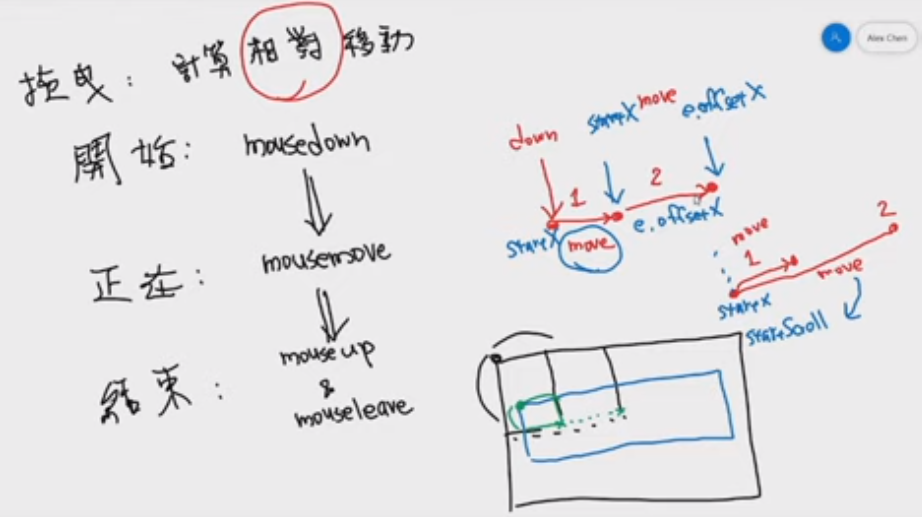 拖曳: 計算相對移動
開始: mousedown
正在: mousemove
結束: mouseup
&
mouseleave
Alex Chen
down
startX
move
e.offsetX
1
2
startX
move
e.offsetX
move
1
2
move
startX
startScroll